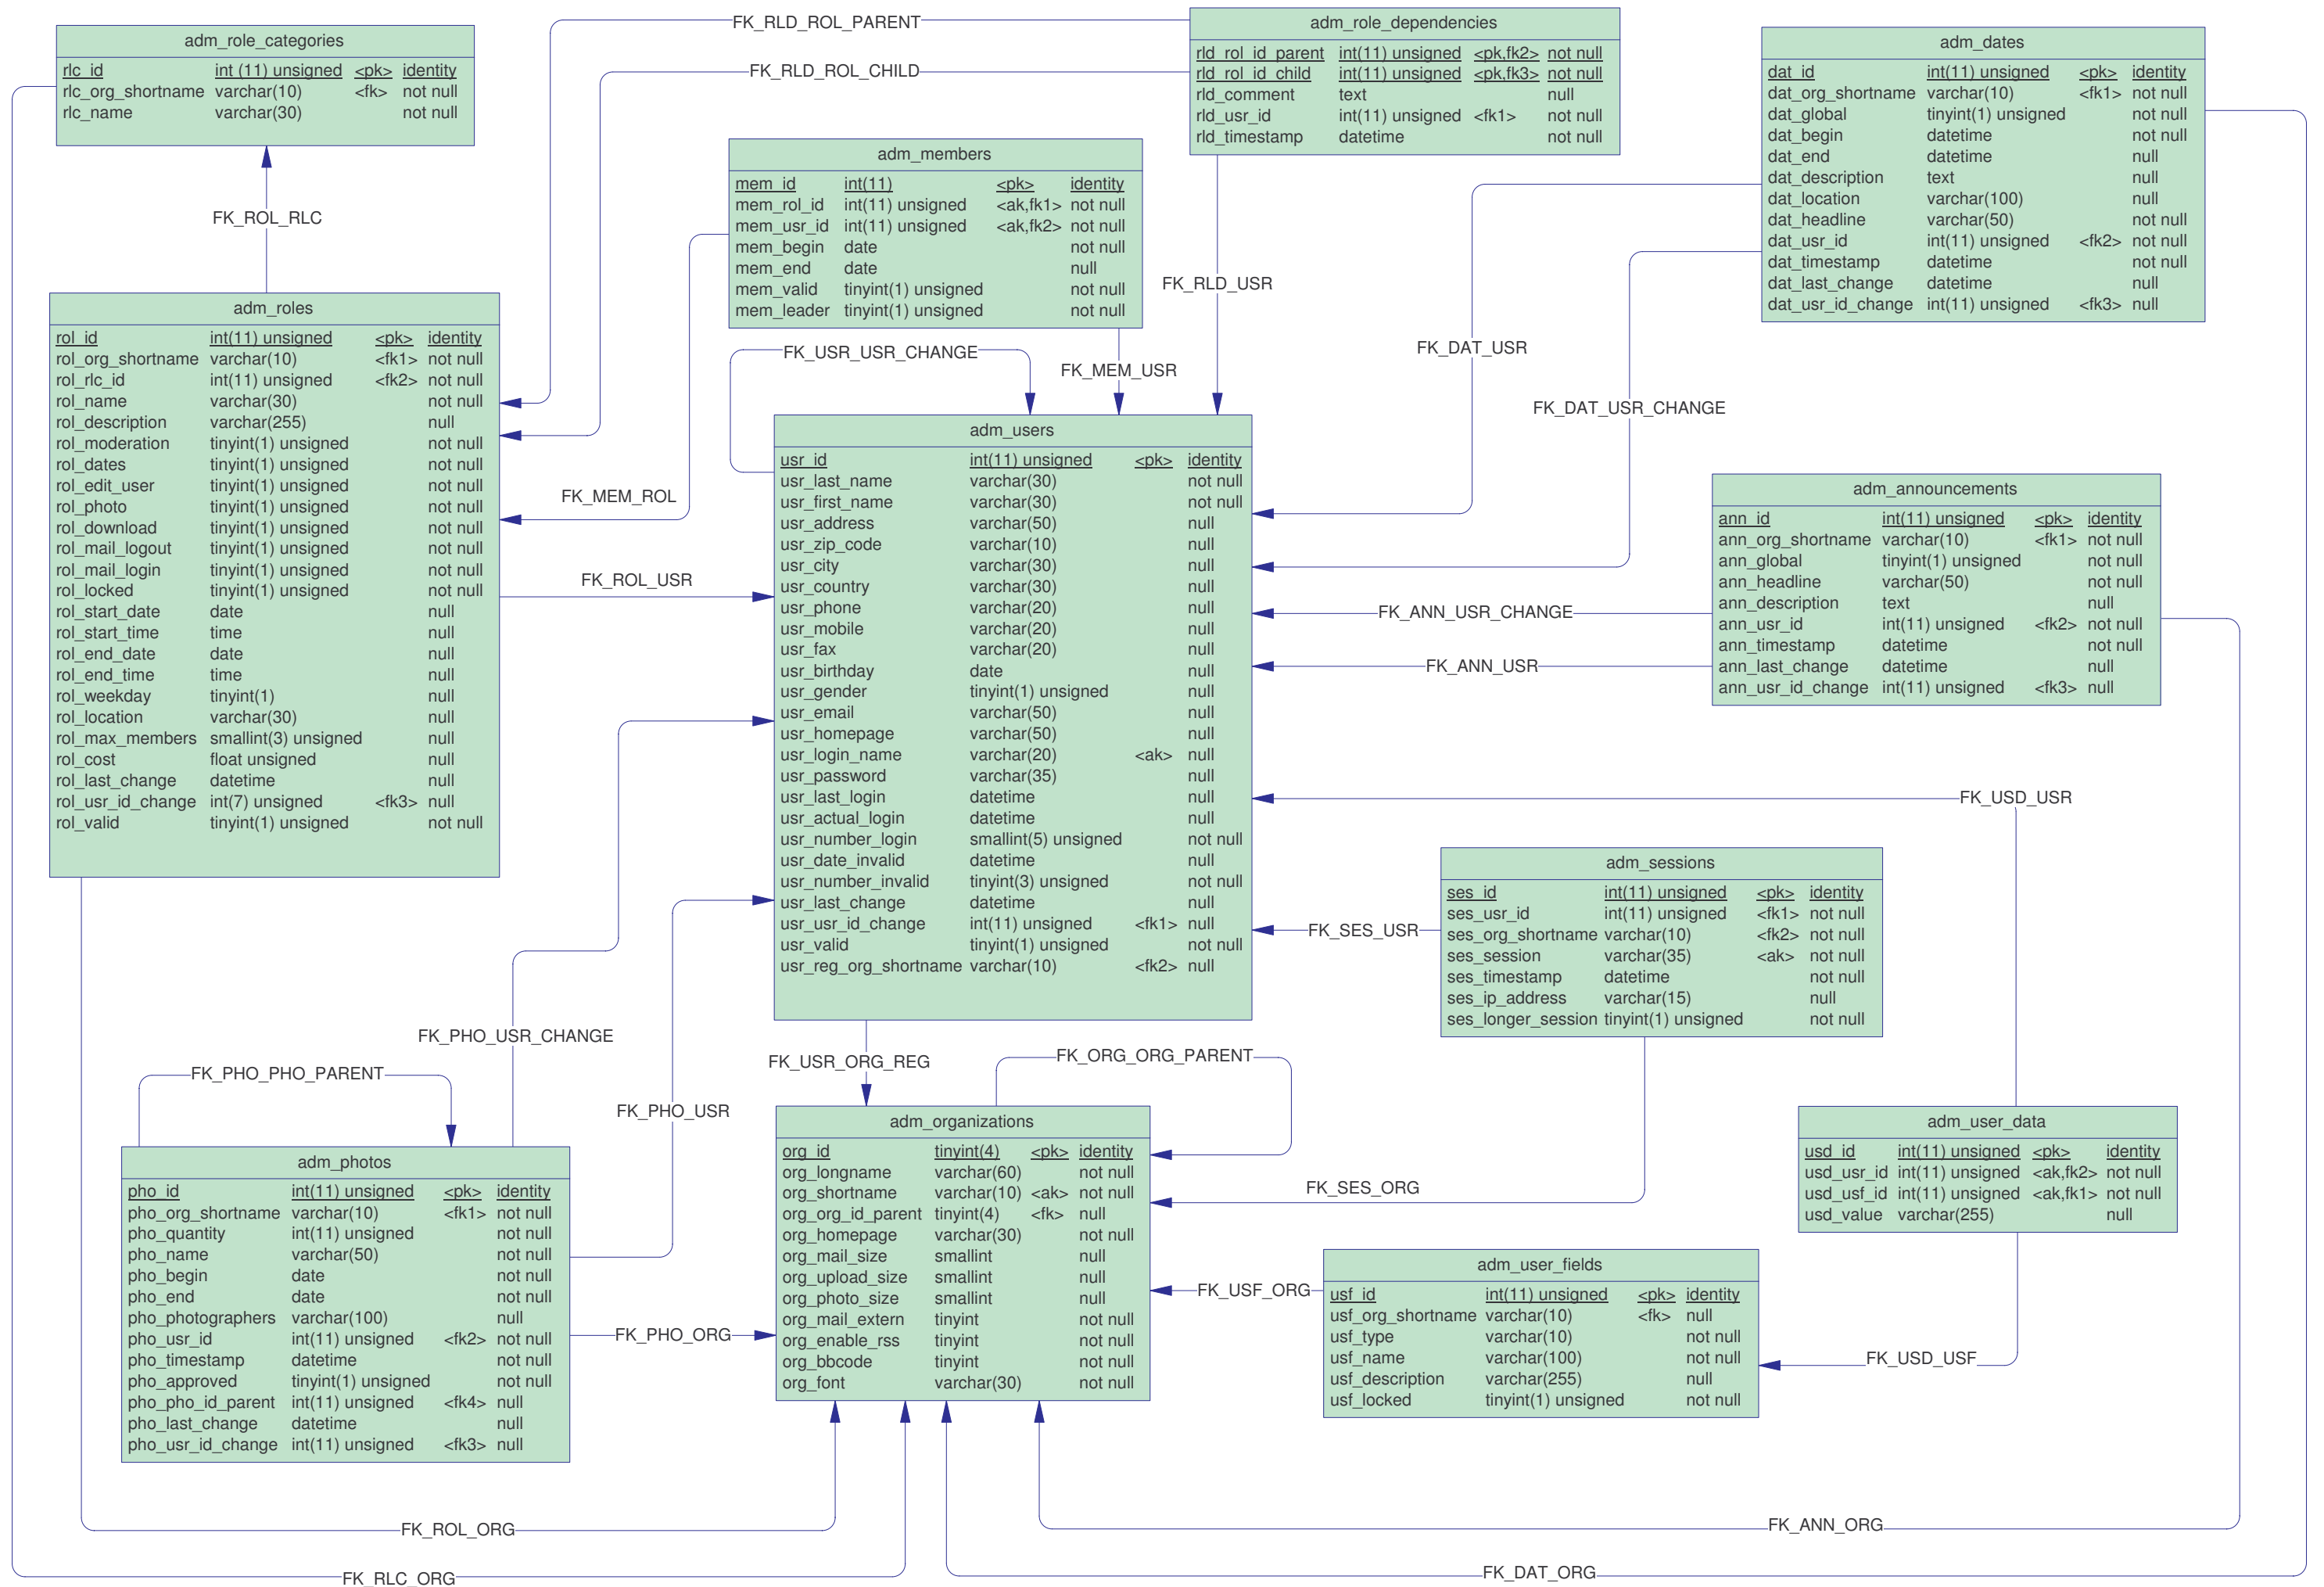 adm_role_categories
rlc_id int (11) unsigned <pk> identity
rlc_org_shortname varchar(10) <fk> not null
rlc_name varchar(30) not null
FK_RLD_ROL_PARENT
FK_RLD_ROL_CHILD
adm_role_dependencies
rld_rol_id_parent int(11) unsigned <pk,fk2> not null
rld_rol_id_child int(11) unsigned <pk,fk3> not null
rld_comment text null
rld_usr_id int(11) unsigned <fk1> not null
rld_timestamp datetime not null
adm_dates
dat_id int(11) unsigned <pk> identity
dat_org_shortname varchar(10) <fk1> not null
dat_global tinyint(1) unsigned not null
dat_begin datetime not null
dat_end datetime null
dat_description text null
dat_location varchar(100) null
dat_headline varchar(50) not null
dat_usr_id int(11) unsigned <fk2> not null
dat_timestamp datetime not null
dat_last_change datetime null
dat_usr_id_change int(11) unsigned <fk3> null
adm_members
mem_id int(11) <pk> identity
mem_rol_id int(11) unsigned <ak,fk1> not null
mem_usr_id int(11) unsigned <ak,fk2> not null
mem_begin date not null
mem_end date null
mem_valid tinyint(1) unsigned not null
mem_leader tinyint(1) unsigned not null
FK_ROL_RLC
FK_RLD_USR
FK_DAT_USR
FK_USR_USR_CHANGE
FK_MEM_USR
FK_DAT_USR_CHANGE
adm_roles
rol_id int(11) unsigned <pk> identity
rol_org_shortname varchar(10) <fk1> not null
rol_rlc_id int(11) unsigned <fk2> not null
rol_name varchar(30) not null
rol_description varchar(255) null
rol_moderation tinyint(1) unsigned not null
rol_dates tinyint(1) unsigned not null
rol_edit_user tinyint(1) unsigned not null
rol_photo tinyint(1) unsigned not null
rol_download tinyint(1) unsigned not null
rol_mail_logout tinyint(1) unsigned not null
rol_mail_login tinyint(1) unsigned not null
rol_locked tinyint(1) unsigned not null
rol_start_date date null
rol_start_time time null
rol_end_date date null
rol_end_time time null
rol_weekday tinyint(1) null
rol_location varchar(30) null
rol_max_members smallint(3) unsigned null
rol_cost float unsigned null
rol_last_change datetime null
rol_usr_id_change int(7) unsigned <fk3> null
rol_valid tinyint(1) unsigned not null
FK_MEM_ROL
FK_ROL_USR
adm_users
usr_id int(11) unsigned <pk> identity
usr_last_name varchar(30) not null
usr_first_name varchar(30) not null
usr_address varchar(50) null
usr_zip_code varchar(10) null
usr_city varchar(30) null
usr_country varchar(30) null
usr_phone varchar(20) null
usr_mobile varchar(20) null
usr_fax varchar(20) null
usr_birthday date null
usr_gender tinyint(1) unsigned null
usr_email varchar(50) null
usr_homepage varchar(50) null
usr_login_name varchar(20) <ak> null
usr_password varchar(35) null
usr_last_login datetime null
usr_actual_login datetime null
usr_number_login smallint(5) unsigned not null
usr_date_invalid datetime null
usr_number_invalid tinyint(3) unsigned not null
usr_last_change datetime null
usr_usr_id_change int(11) unsigned <fk1> null
usr_valid tinyint(1) unsigned not null
usr_reg_org_shortname varchar(10) <fk2> null
adm_announcements
ann_id int(11) unsigned <pk> identity
ann_org_shortname varchar(10) <fk1> not null
ann_global tinyint(1) unsigned not null
ann_headline varchar(50) not null
ann_description text null
ann_usr_id int(11) unsigned <fk2> not null
ann_timestamp datetime not null
ann_last_change datetime null
ann_usr_id_change int(11) unsigned <fk3> null
FK_ANN_USR_CHANGE
FK_ANN_USR
FK_USD_USR
adm_sessions
ses_id int(11) unsigned <pk> identity
ses_usr_id int(11) unsigned <fk1> not null
ses_org_shortname varchar(10) <fk2> not null
ses_session varchar(35) <ak> not null
ses_timestamp datetime not null
ses_ip_address varchar(15) null
ses_longer_session tinyint(1) unsigned not null
FK_SES_USR
FK_PHO_USR_CHANGE
FK_USR_ORG_REG
FK_ORG_ORG_PARENT
FK_PHO_PHO_PARENT
FK_PHO_USR
adm_photos
pho_id int(11) unsigned <pk> identity
pho_org_shortname varchar(10) <fk1> not null
pho_quantity int(11) unsigned not null
pho_name varchar(50) not null
pho_begin date not null
pho_end date not null
pho_photographers varchar(100) null
pho_usr_id int(11) unsigned <fk2> not null
pho_timestamp datetime not null
pho_approved tinyint(1) unsigned not null
pho_pho_id_parent int(11) unsigned <fk4> null
pho_last_change datetime null
pho_usr_id_change int(11) unsigned <fk3> null
FK_PHO_ORG
adm_organizations
org_id tinyint(4) <pk> identity
org_longname varchar(60) not null
org_shortname varchar(10) <ak> not null
org_org_id_parent tinyint(4) <fk> null
org_homepage varchar(30) not null
org_mail_size smallint null
org_upload_size smallint null
org_photo_size smallint null
org_mail_extern tinyint not null
org_enable_rss tinyint not null
org_bbcode tinyint not null
org_font varchar(30) not null
FK_SES_ORG
adm_user_data
usd_id int(11) unsigned <pk> identity
usd_usr_id int(11) unsigned <ak,fk2> not null
usd_usf_id int(11) unsigned <ak,fk1> not null
usd_value varchar(255) null
FK_USF_ORG
adm_user_fields
usf_id int(11) unsigned <pk> identity
usf_org_shortname varchar(10) <fk> null
usf_type varchar(10) not null
usf_name varchar(100) not null
usf_description varchar(255) null
usf_locked tinyint(1) unsigned not null
FK_USD_USF
FK_ROL_ORG
FK_ANN_ORG
FK_RLC_ORG
FK_DAT_ORG